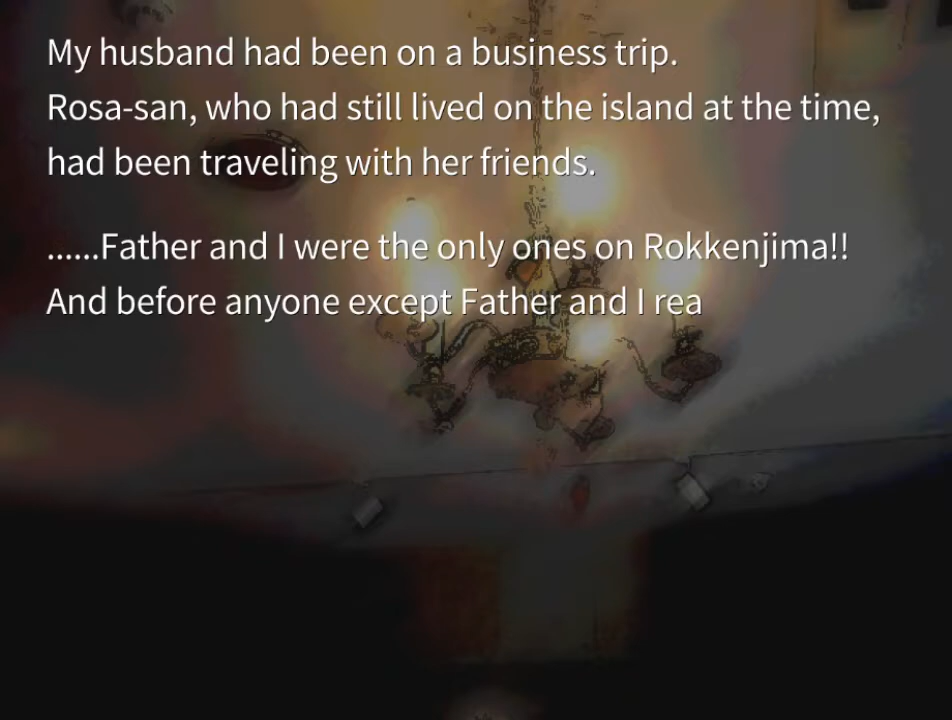 My husband had been on a business trip.
Rosa-san, who had still lived on the island at the time,
had been traveling with her friends.
......Father and I were the only ones on Rokkenjima!!
And before anyone except Father and I rea